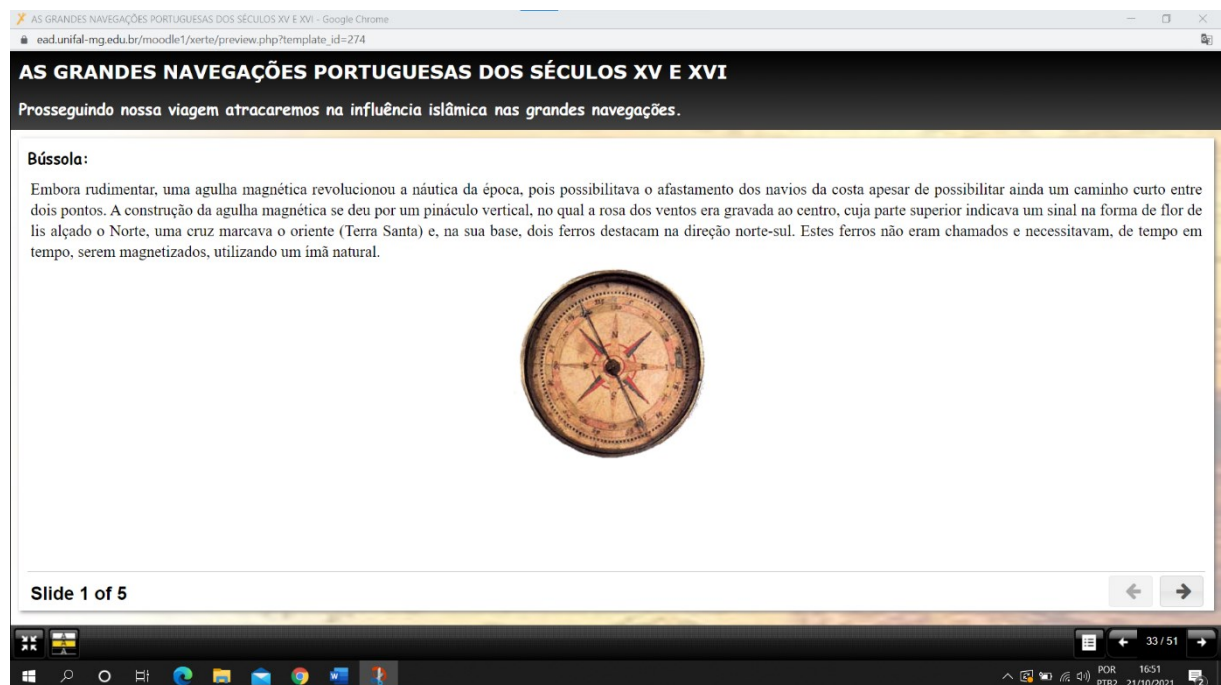 AS GRANDES NAVEGAÇÕES PORTUGUESAS DOS SÉCULOS XV E XVI - Google Chrome
ead.unifal-mg.edu.br/moodle1/xerte/preview.php?template_id=274
AS GRANDES NAVEGAÇÕES PORTUGUESAS DOS SÉCULOS XV E XVI
Prosseguindo nossa viagem atracaremos na influência islâmica nas grandes navegações.
Bússola:
Embora rudimentar, uma agulha magnética revolucionou a náutica da época, pois possibilitava o afastamento dos navios da costa apesar de possibilitar ainda um caminho curto entre
dois pontos. A construção da agulha magnética se deu por um pináculo vertical, no qual a rosa dos ventos era gravada ao centro, cuja parte superior indicava um sinal na forma de flor de
lis alçado o Norte, uma cruz marcava o oriente (Terra Santa) e, na sua base, dois ferros destacam na direção norte-sul. Estes ferros não eram chamados e necessitavam, de tempo em
tempo, serem magnetizados, utilizando um ímã natural.
N
S
Slide 1 of 5
33 / 51
POR 16:51
PTB2 21/10/2021